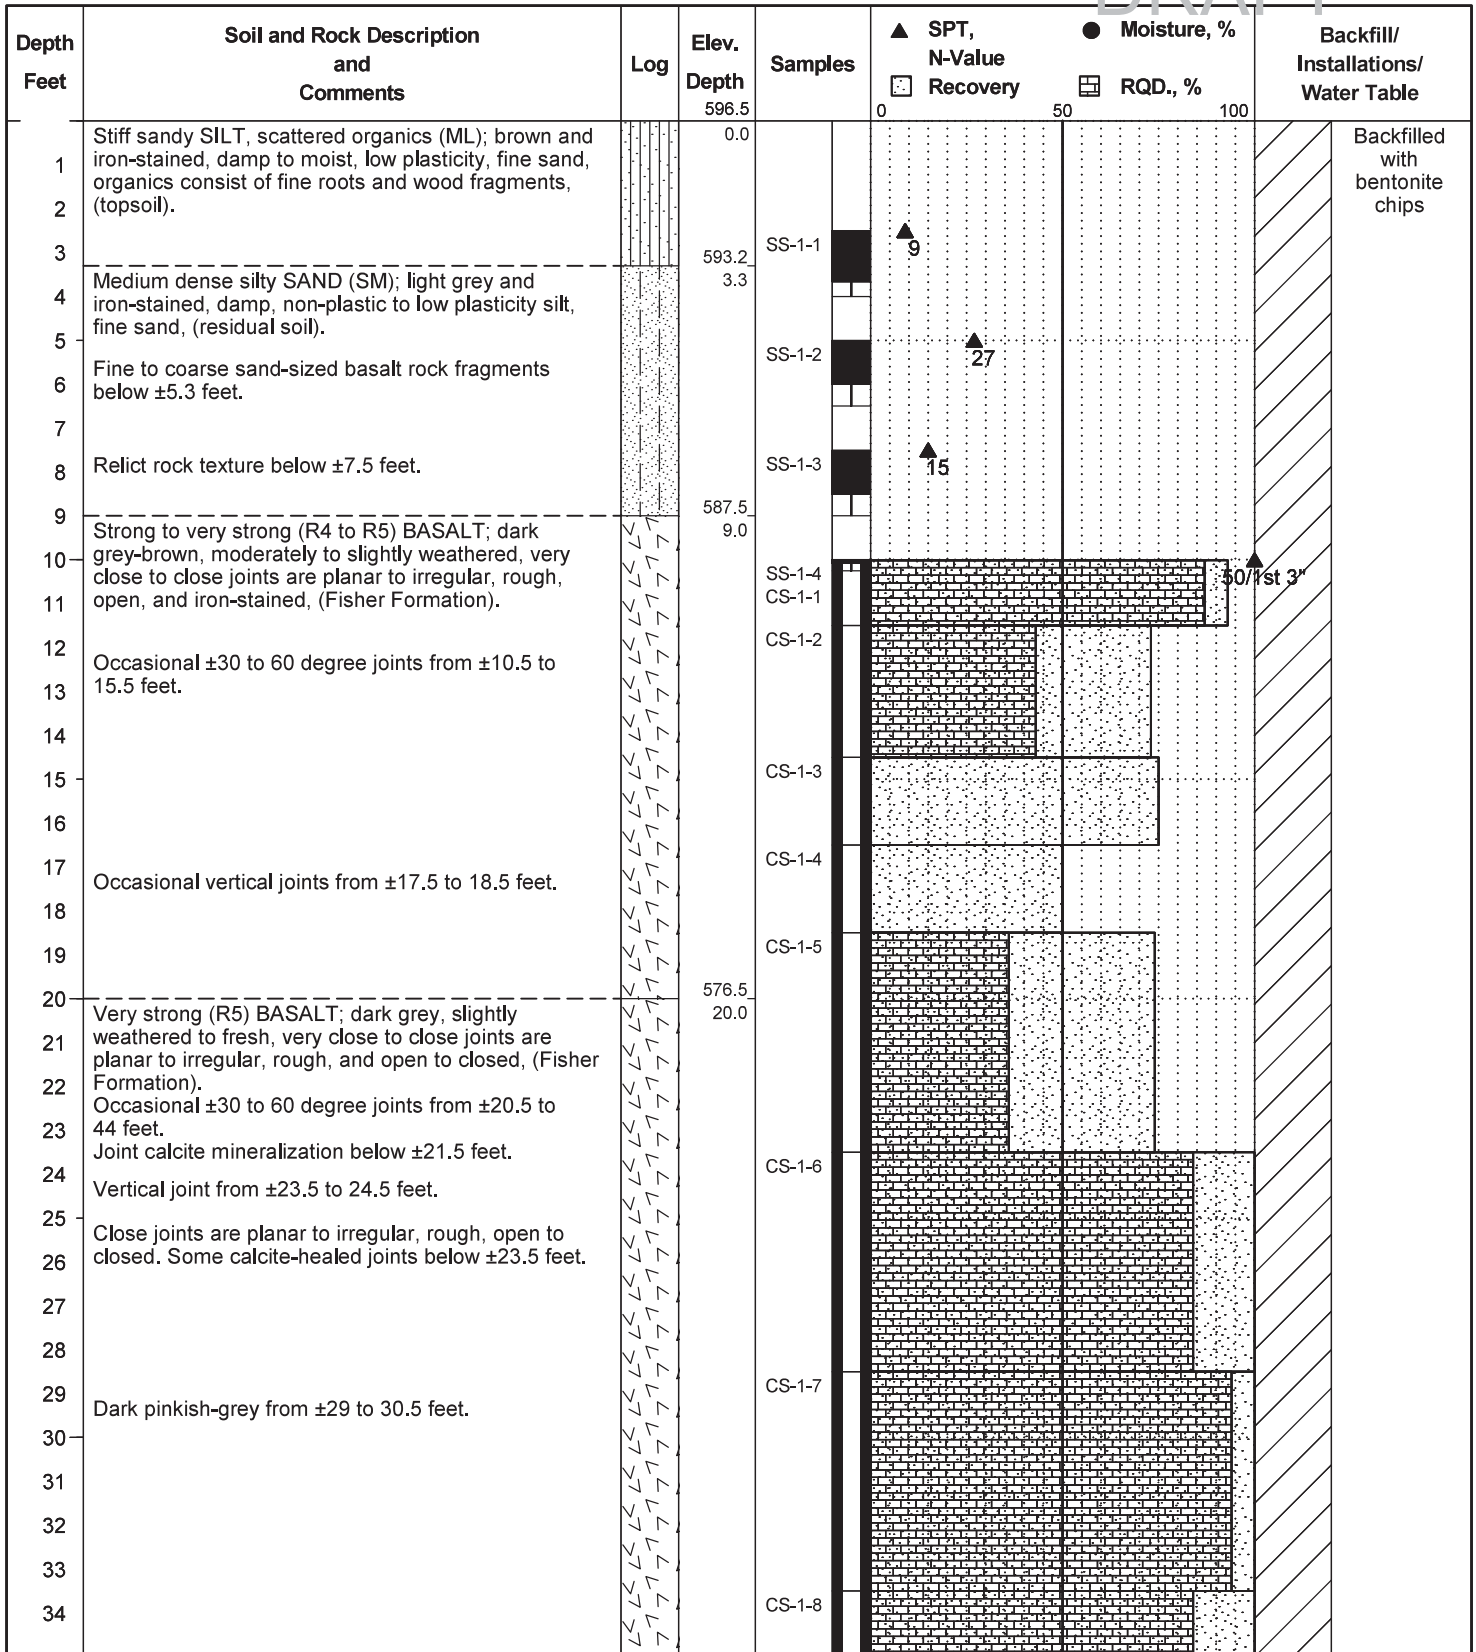 DRAFT
Depth
Feet
Soil and Rock Description
and
Comments
Log
Elev.
Depth
596.5
Samples
▲ SPT,
N-Value
● Moisture, %
Recovery
RQD., %
0 50 100
Backfill/
Installations/
Water Table
0.0
Stiff sandy SILT, scattered organics (ML); brown and
iron-stained, damp to moist, low plasticity, fine sand,
organics consist of fine roots and wood fragments,
(topsoil).
Backfilled
with
bentonite
chips
1
2
3
SS-1-1
9
593.2
3.3
Medium dense silty SAND (SM); light grey and
iron-stained, damp, non-plastic to low plasticity silt,
fine sand, (residual soil).
4
5
SS-1-2
27
Fine to coarse sand-sized basalt rock fragments
below ±5.3 feet.
6
7
Relict rock texture below ±7.5 feet.
8
SS-1-3
15
9
587.5
9.0
Strong to very strong (R4 to R5) BASALT; dark
grey-brown, moderately to slightly weathered, very
close to close joints are planar to irregular, rough,
open, and iron-stained, (Fisher Formation).
10
SS-1-4
50/1st 3"
CS-1-1
11
CS-1-2
12
Occasional ±30 to 60 degree joints from ±10.5 to
15.5 feet.
13
14
CS-1-3
15
16
CS-1-4
17
Occasional vertical joints from ±17.5 to 18.5 feet.
18
CS-1-5
19
20
576.5
20.0
Very strong (R5) BASALT; dark grey, slightly
weathered to fresh, very close to close joints are
planar to irregular, rough, and open to closed, (Fisher
Formation).
21
22
Occasional ±30 to 60 degree joints from ±20.5 to
44 feet.
23
Joint calcite mineralization below ±21.5 feet.
CS-1-6
24
Vertical joint from ±23.5 to 24.5 feet.
25
Close joints are planar to irregular, rough, open to
closed. Some calcite-healed joints below ±23.5 feet.
26
27
28
CS-1-7
29
Dark pinkish-grey from ±29 to 30.5 feet.
30
31
32
33
CS-1-8
34